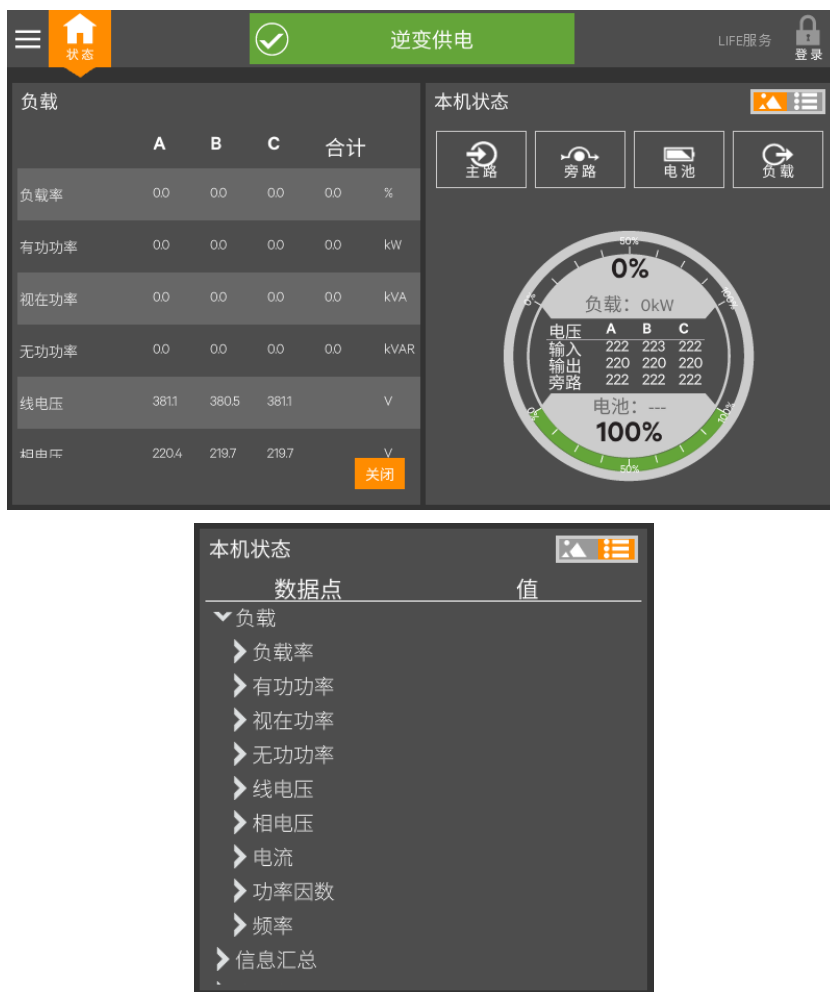 状态
逆变供电
LIFE服务
登录
负载
A B C 合计
负载率 0.0 0.0 0.0 0.0 %
有功功率 0.0 0.0 0.0 0.0 kW
视在功率 0.0 0.0 0.0 0.0 kVA
无功功率 0.0 0.0 0.0 0.0 kVAR
线电压 381.1 380.5 381.1 V
相电压 220.4 219.7 219.7 V
关闭
本机状态
主路 旁路 电池 负载
50%
0%
0% 100%
负载：0kW
电压 A B C
输入 222 223 222
输出 220 220 220
旁路 222 222 222
电池：---
0% 100%
100%
50%
本机状态
数据点 值
负载
负载率
有功功率
视在功率
无功功率
线电压
相电压
电流
功率因数
频率
信息汇总